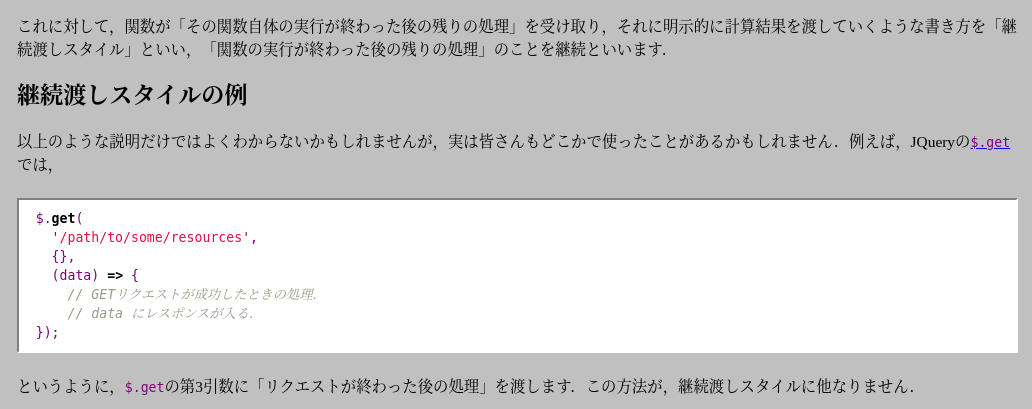 これに対して，関数が「その関数自体の実行が終わった後の残りの処理」を受け取り，それに明示的に計算結果を渡していくような書き方を「継
続渡しスタイル」といい，「関数の実行が終わった後の残りの処理」のことを継続といいます．
継続渡しスタイルの例
以上のような説明だけではよくわからないかもしれませんが，実は皆さんもどこかで使ったことがあるかもしれません．例えば，JQueryの$.get
では，
$.get(
  '/path/to/some/resources',
  {},
  (data) => {
    // GETリクエストが成功したときの処理．
    // data にレスポンスが入る．
});
というように，$.getの第3引数に「リクエストが終わった後の処理」を渡します．この方法が，継続渡しスタイルに他なりません．